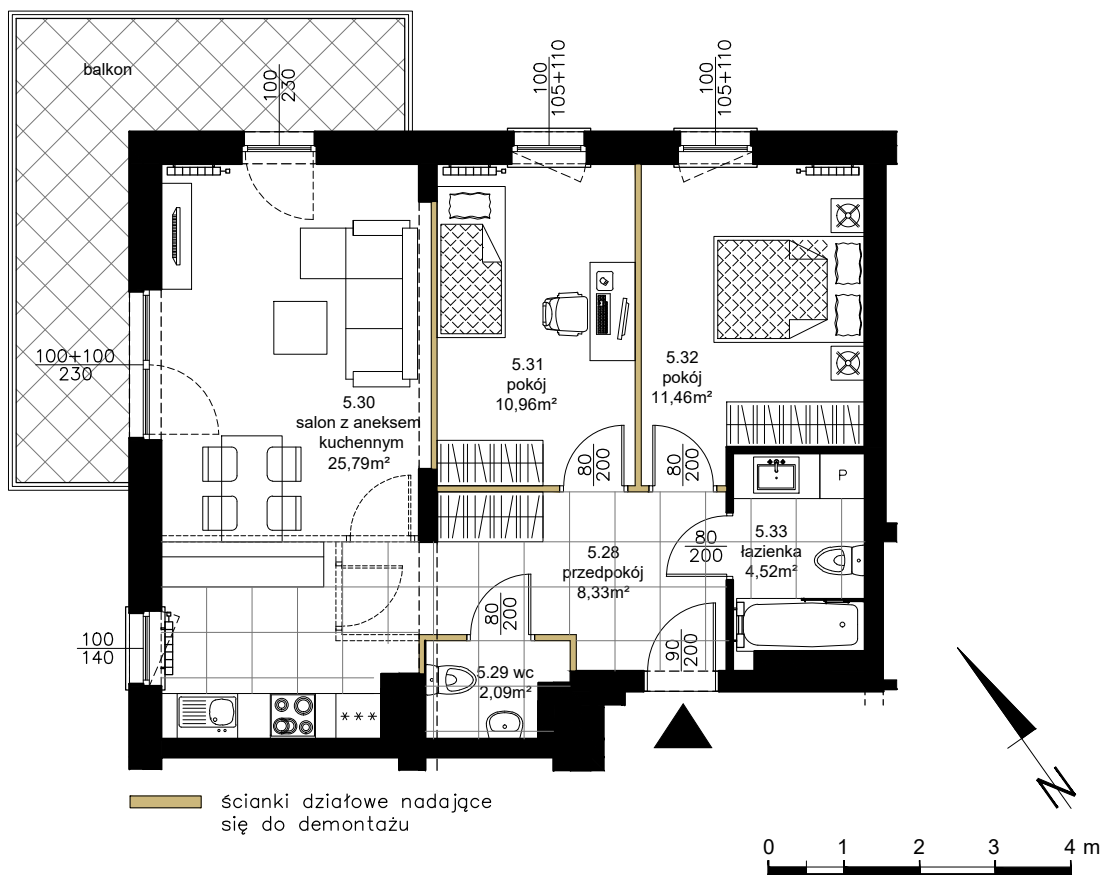 balkon
100
230
100
105+110
100
105+110
100+100
230
5.30
salon z aneksem
kuchennym
25,79m²
5.31
pokój
10,96m²
5.32
pokój
11,46m²
80
200
80
200
P
5.33
łazienka
4,52m²
80
200
5.28
przedpokój
8,33m²
80
200
90
200
100
140
5.29 wc
2,09m²
***
ścianki działowe nadające
się do demontażu
N
0 1 2 3 4 m